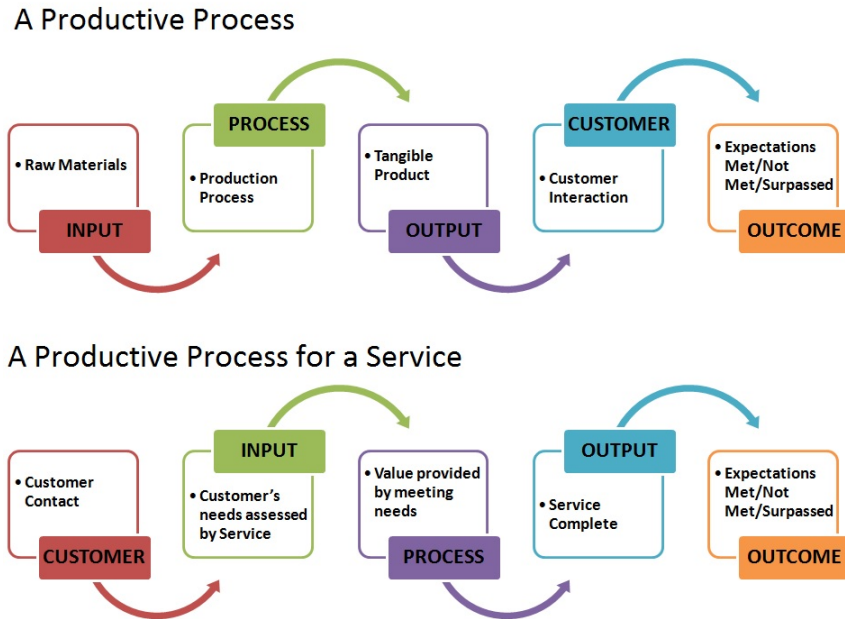 A Productive Process
• Raw Materials
INPUT
PROCESS
• Production
Process
• Tangible
Product
OUTPUT
CUSTOMER
• Customer
Interaction
• Expectations
Met/Not
Met/Surpassed
OUTCOME
A Productive Process for a Service
• Customer
Contact
CUSTOMER
INPUT
• Customer’s
needs assessed
by Service
• Value provided
by meeting
needs
PROCESS
OUTPUT
• Service
Complete
• Expectations
Met/Not
Met/Surpassed
OUTCOME